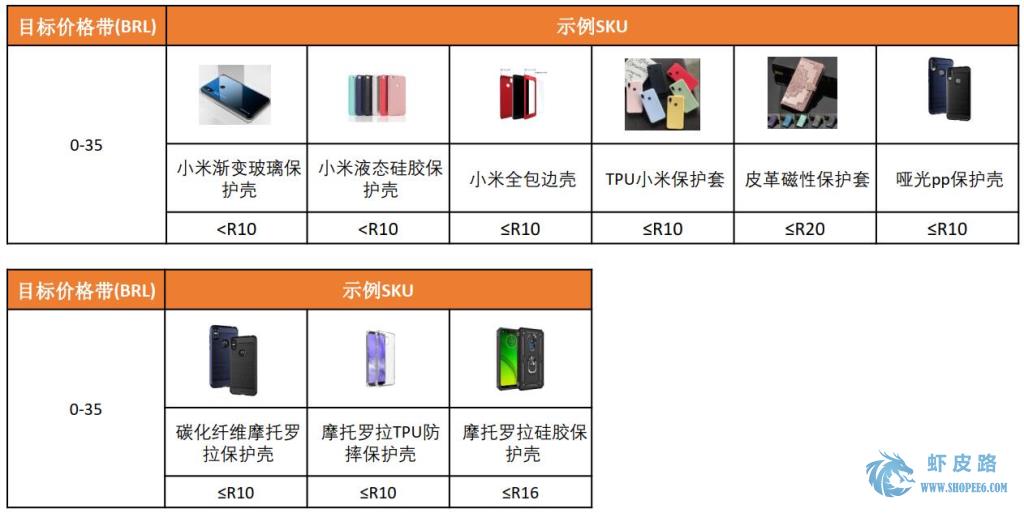 目标价格带(BRL)
示例SKU
0-35
小米渐变玻璃保
护壳
小米液态硅胶保
护壳
小米全包边壳
TPU小米保护套
皮革磁性保护套
哑光pp保护壳
<R10
<R10
≤R10
≤R10
≤R20
≤R10
目标价格带(BRL)
示例SKU
0-35
碳化纤维摩托罗
拉保护壳
摩托罗拉TPU防
摔保护壳
摩托罗拉硅胶保
护壳
≤R10
≤R10
≤R16
虾皮路
WWW.SHOPEE6.COM